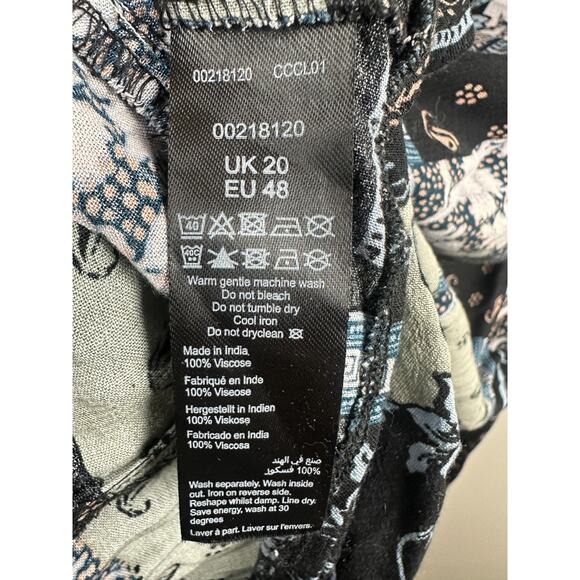 00218120 CCCL01
00218120
UK 20
EU 48
40
40C
Warm gentle machine wash
Do not bleach
Do not tumble dry
Cool iron
Do not dryclean
Made in India
100% Viscose
Fabriqué en Inde
100% Viseose
Hergestellt in Indien
100% Viskose
Fabricado en India
100% Viscosa
صنع في الهند
100% فسكوز
Wash separately. Wash inside
out. Iron on reverse side.
Reshape whilst damp. Line dry.
Save energy, wash at 30
degrees
Laver à part. Laver sur l'envers.